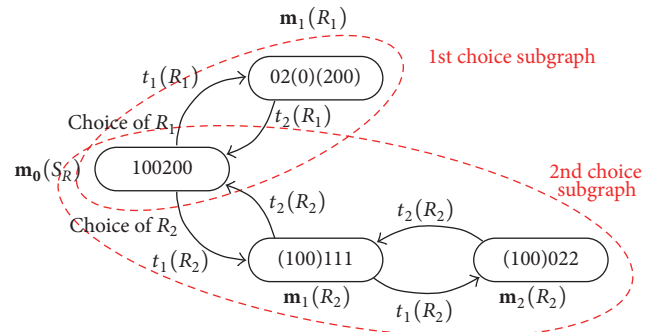 𝐦₁(R₁)
1st choice subgraph
t₁(R₁)
02(0)(200)
t₂(R₁)
Choice of R₁
𝐦₀(S_R)
100200
2nd choice
subgraph
Choice of R₂
t₂(R₂)
t₂(R₂)
t₁(R₂)
(100)111
(100)022
𝐦₁(R₂)
t₁(R₂)
𝐦₂(R₂)